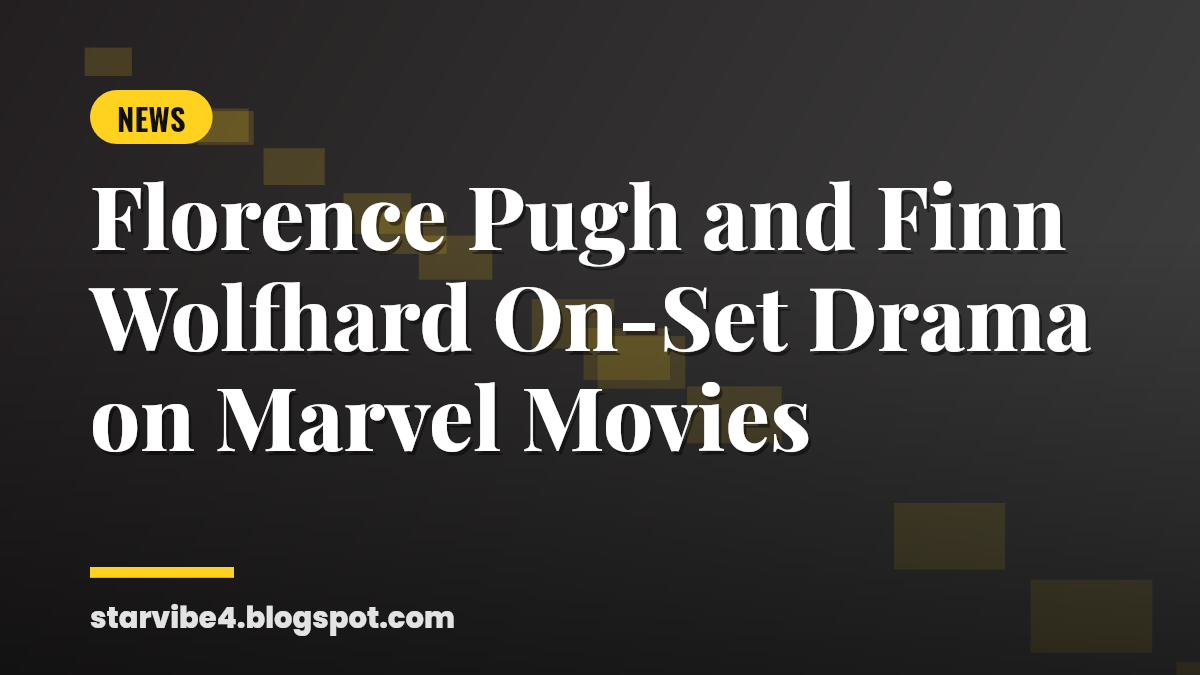 NEWS
Florence Pugh and Finn
Wolfhard On-Set Drama
on Marvel Movies
starvibe4.blogspot.com